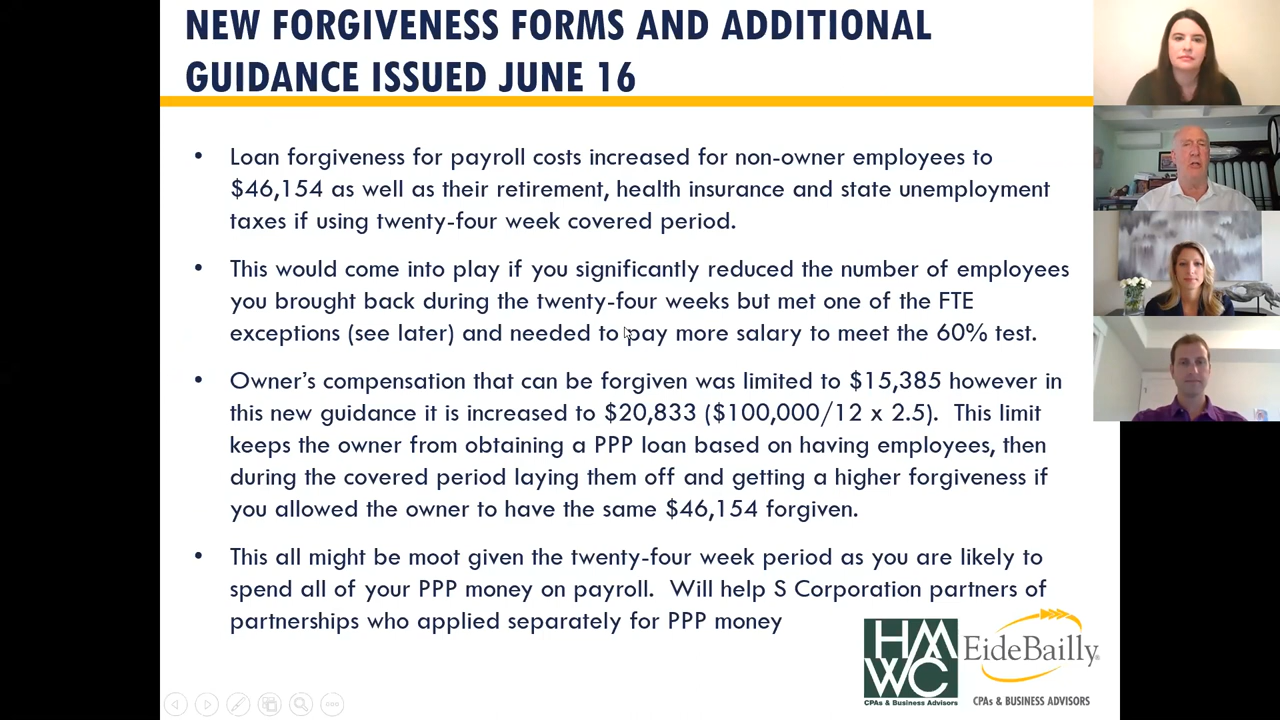 NEW FORGIVENESS FORMS AND ADDITIONAL
GUIDANCE ISSUED JUNE 16
• Loan forgiveness for payroll costs increased for non-owner employees to
$46,154 as well as their retirement, health insurance and state unemployment
taxes if using twenty-four week covered period.
• This would come into play if you significantly reduced the number of employees
you brought back during the twenty-four weeks but met one of the FTE
exceptions (see later) and needed to pay more salary to meet the 60% test.
• Owner's compensation that can be forgiven was limited to $15,385 however in
this new guidance it is increased to $20,833 ($100,000/12 x 2.5).  This limit
keeps the owner from obtaining a PPP loan based on having employees, then
during the covered period laying them off and getting a higher forgiveness if
you allowed the owner to have the same $46,154 forgiven.
• This all might be moot given the twenty-four week period as you are likely to
spend all of your PPP money on payroll.  Will help S Corporation partners of
partnerships who applied separately for PPP money
HM
WC
CPAs & Business Advisors
EideBailly
CPAs & BUSINESS ADVISORS